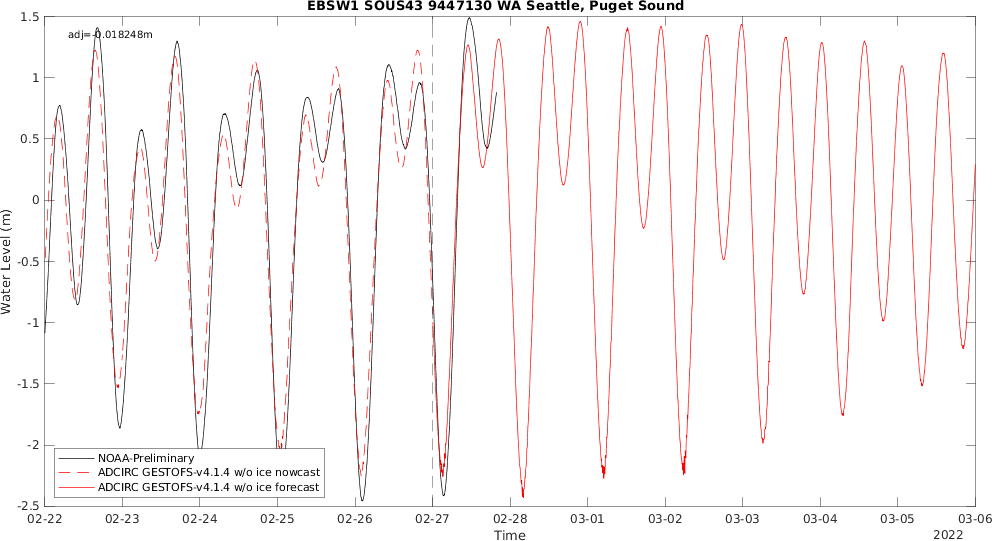 EBSW1 SOUS43 9447130 WA Seattle, Puget Sound
adj=-0.018248m
1.5
1
0.5
0
-0.5
-1
-1.5
-2
-2.5
Water Level (m)
NOAA-Preliminary
ADCIRC GESTOFS-v4.1.4 w/o ice nowcast
ADCIRC GESTOFS-v4.1.4 w/o ice forecast
02-22 02-23 02-24 02-25 02-26 02-27 02-28 03-01 03-02 03-03 03-04 03-05 03-06
Time
2022